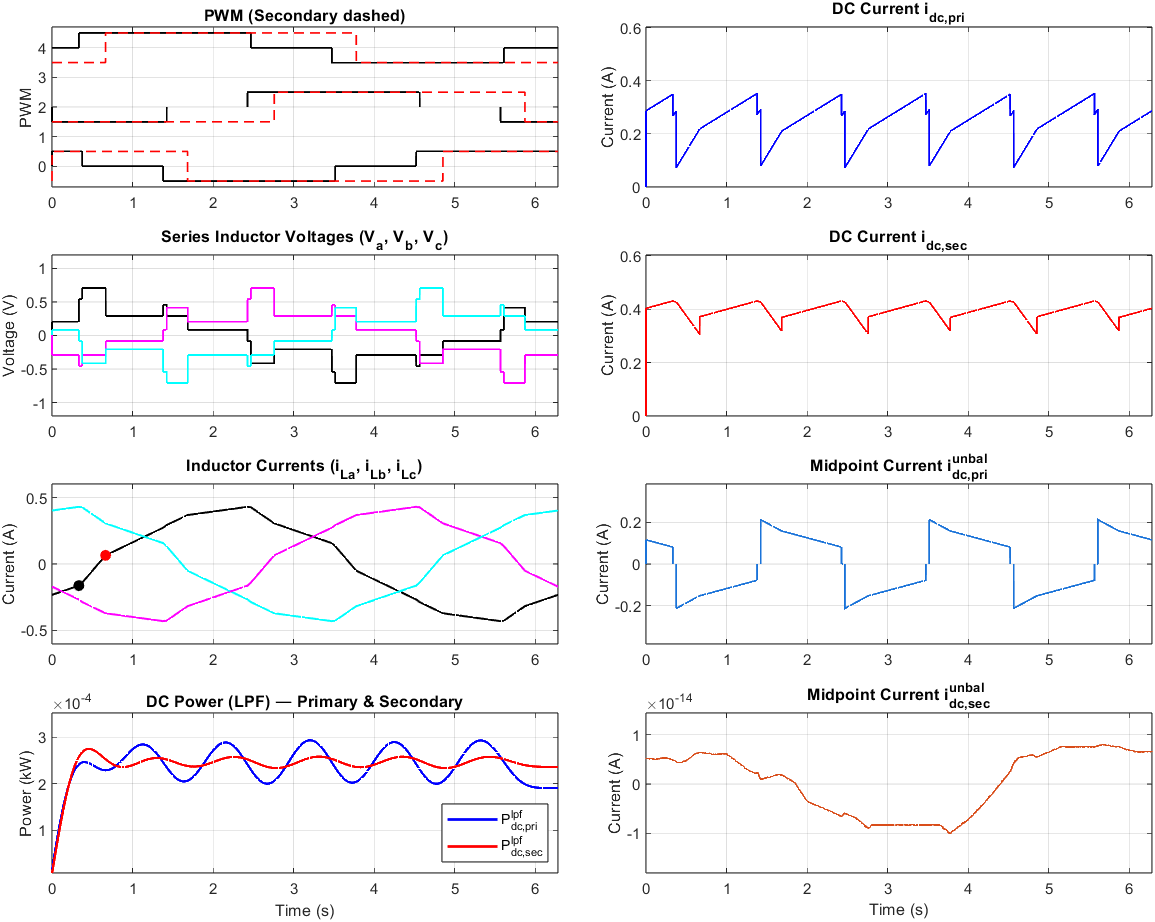 PWM (Secondary dashed)
PWM
4
3
2
1
0
0 1 2 3 4 5 6
DC Current i_dc,pri
Current (A)
0.6
0.4
0.2
0
0 1 2 3 4 5 6
Series Inductor Voltages (V_a, V_b, V_c)
Voltage (V)
1
0.5
0
-0.5
-1
0 1 2 3 4 5 6
DC Current i_dc,sec
Current (A)
0.6
0.4
0.2
0
0 1 2 3 4 5 6
Inductor Currents (i_La, i_Lb, i_Lc)
Current (A)
0.5
0
-0.5
0 1 2 3 4 5 6
Midpoint Current i^unbal_dc,pri
Current (A)
0.2
0
-0.2
0 1 2 3 4 5 6
×10^-4
DC Power (LPF) — Primary & Secondary
Power (kW)
3
2
1
P^lpf_dc,pri
P^lpf_dc,sec
0 1 2 3 4 5 6
Time (s)
×10^-14
Midpoint Current i^unbal_dc,sec
Current (A)
1
0
-1
0 1 2 3 4 5 6
Time (s)